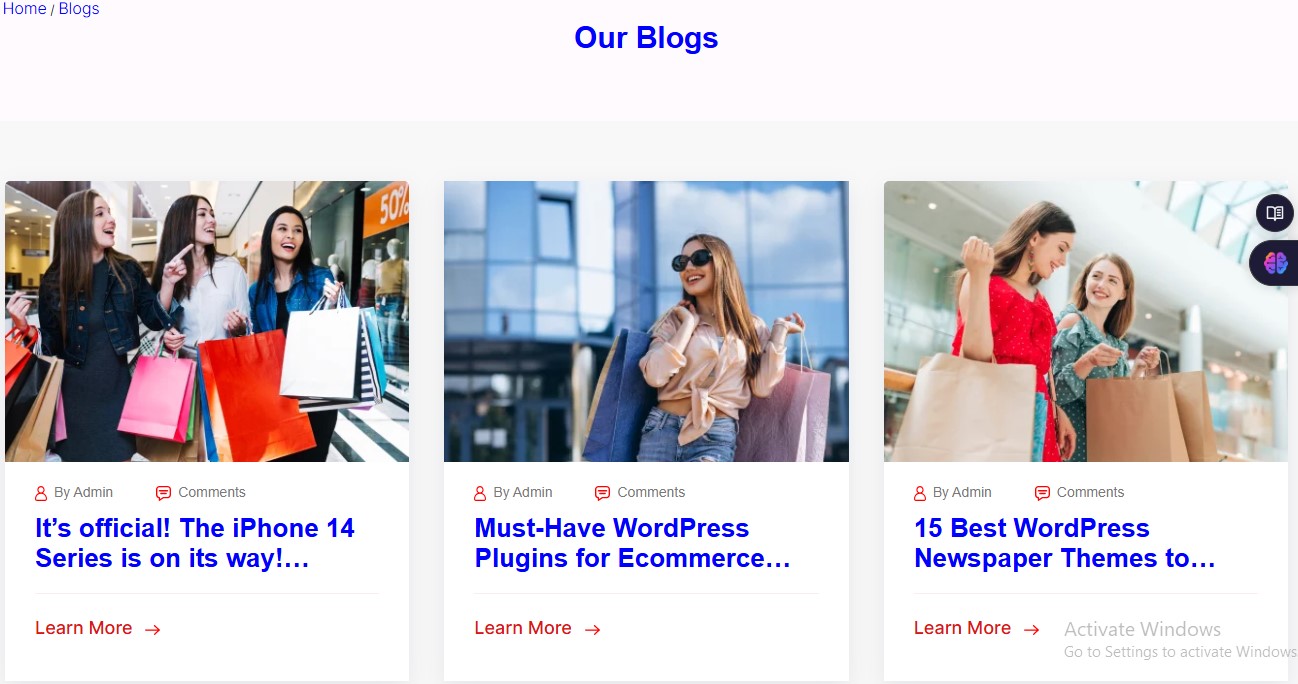 Home / Blogs
Our Blogs
50%
By Admin
Comments
It’s official! The iPhone 14
Series is on its way!…
Learn More
By Admin
Comments
Must-Have WordPress
Plugins for Ecommerce…
Learn More
By Admin
Comments
15 Best WordPress
Newspaper Themes to…
Learn More
Activate Windows
Go to Settings to activate Windows